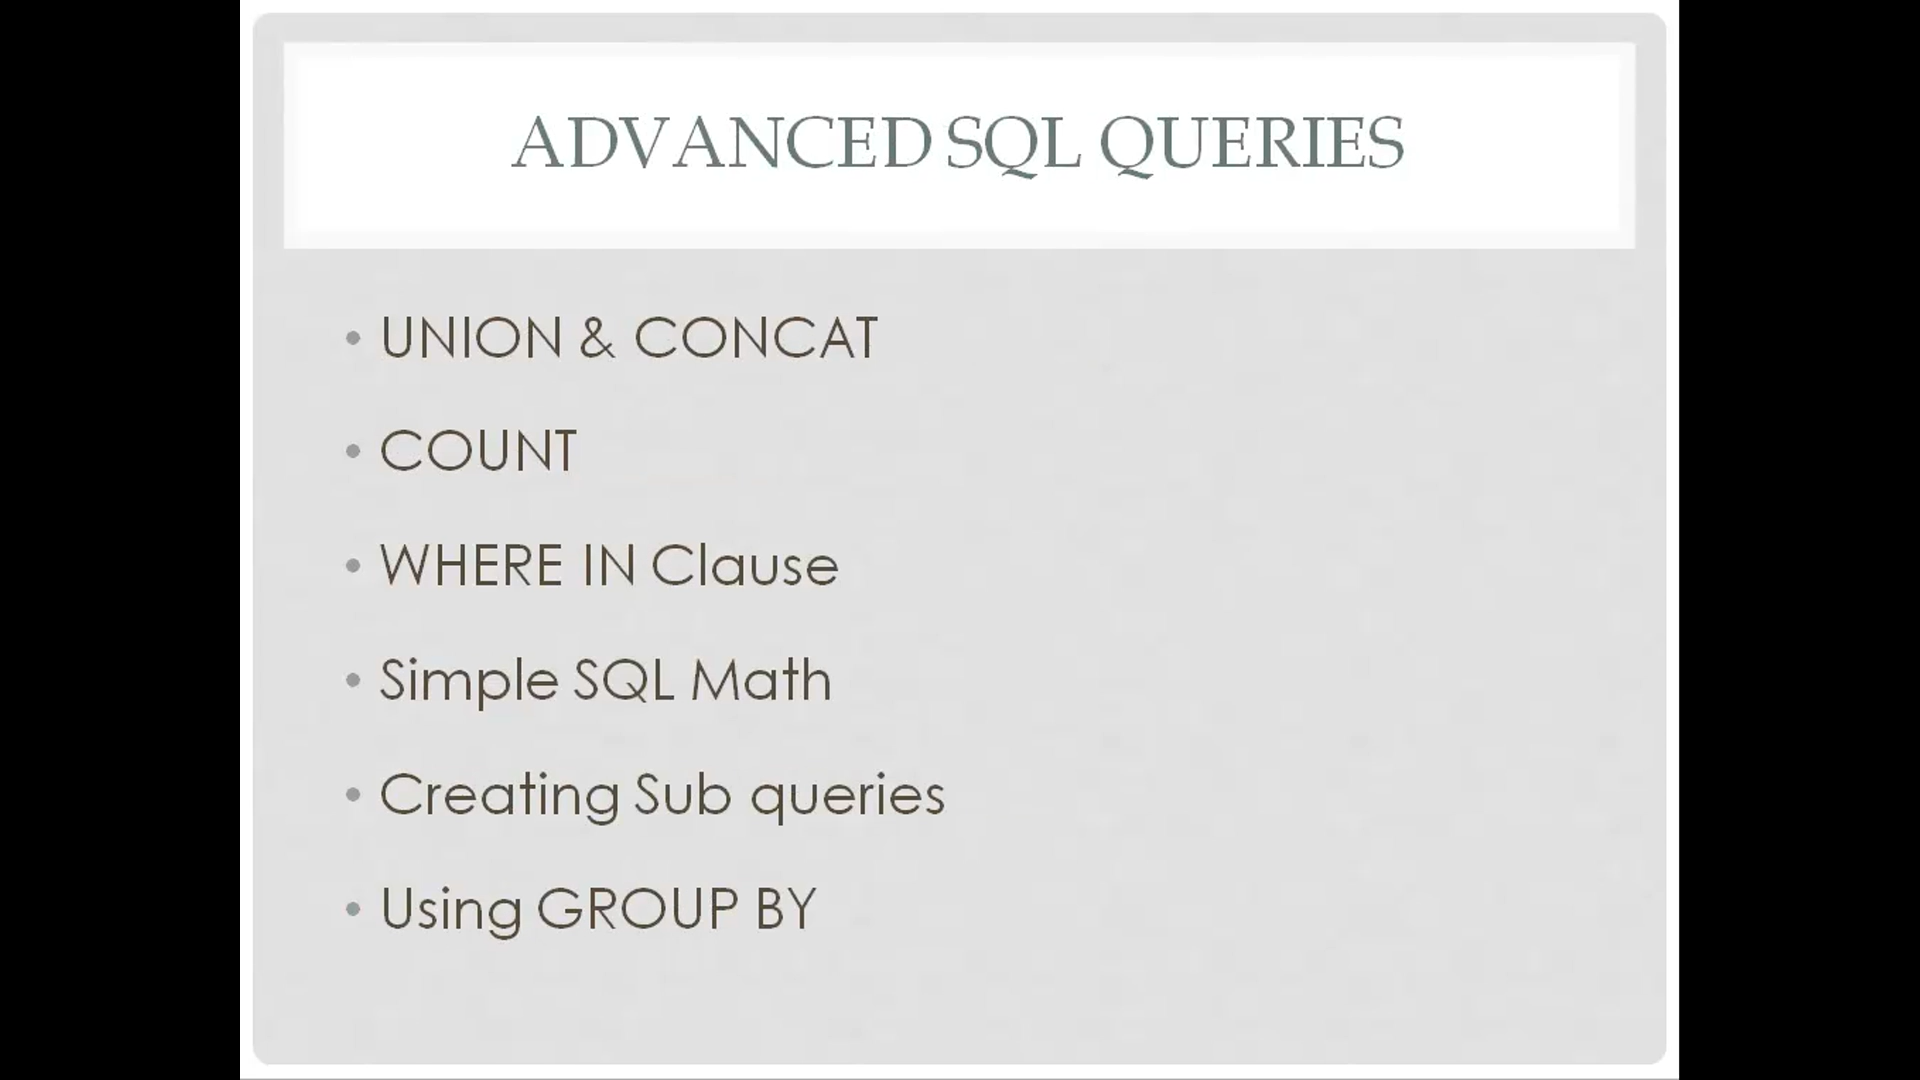 ADVANCED SQL QUERIES
• UNION & CONCAT
• COUNT
• WHERE IN Clause
• Simple SQL Math
• Creating Sub queries
• Using GROUP BY